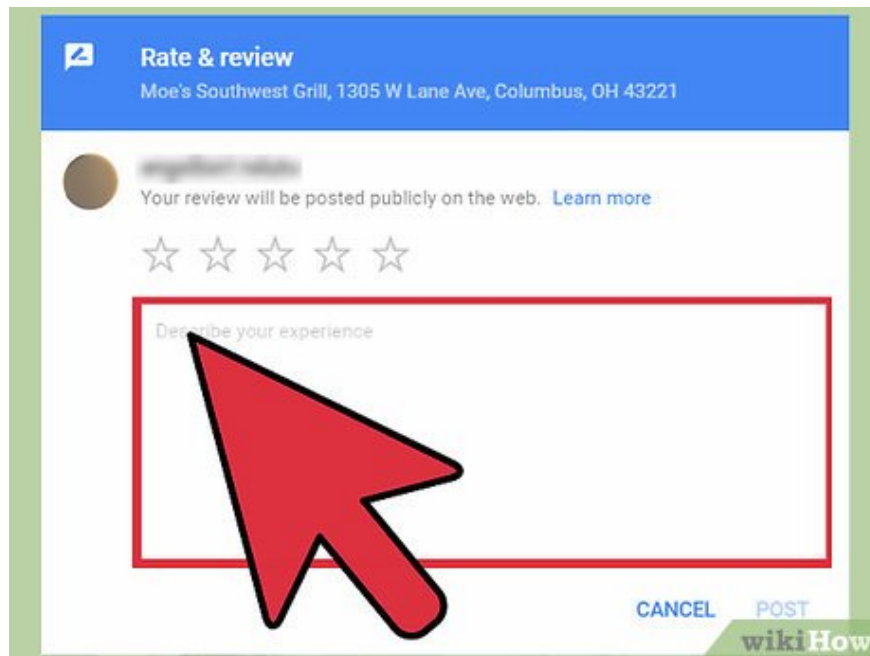 Rate & review
Moe's Southwest Grill, 1305 W Lane Ave, Columbus, OH 43221
Your review will be posted publicly on the web. Learn more
Describe your experience
CANCEL POST
wikiHow